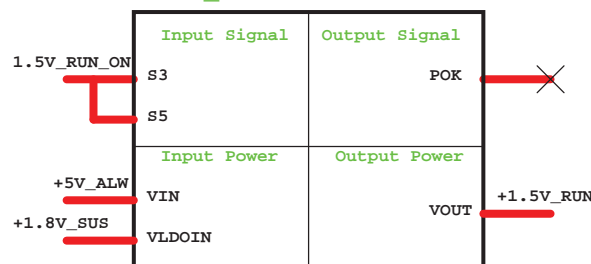 Input Signal Output Signal
1.5V_RUN_ON S3 POK
S5
Input Power Output Power
+5V_ALW VIN +1.5V_RUN
VOUT
+1.8V_SUS VLDOIN